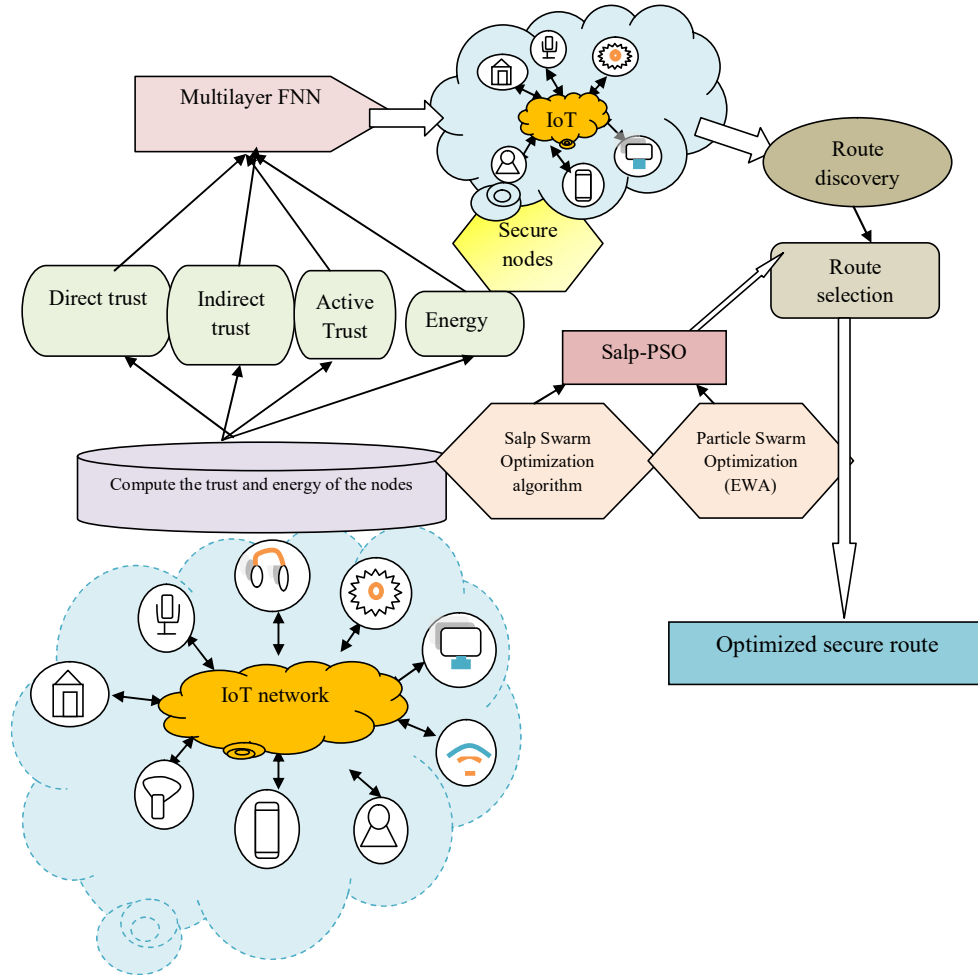 Multilayer FNN
IoT
Route
discovery
Secure
nodes
Direct trust
Indirect
trust
Active
Trust
Energy
Route
selection
Salp-PSO
Salp Swarm
Optimization
algorithm
Particle Swarm
Optimization
(EWA)
Compute the trust and energy of the nodes
Optimized secure route
IoT network